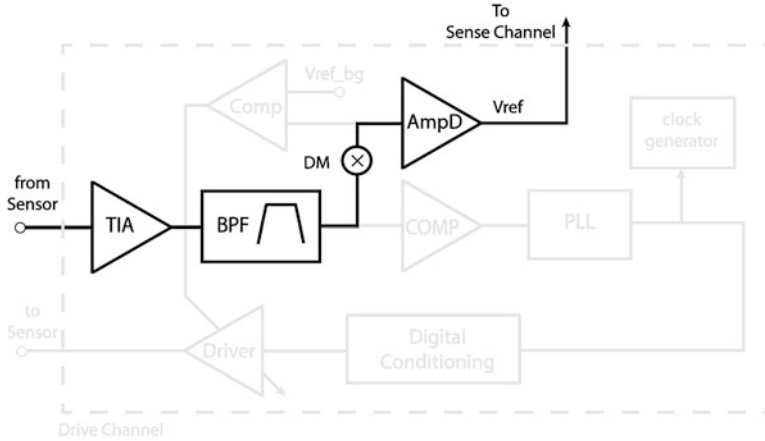 To
Sense Channel
Vref_bg
Comp
AmpD
Vref
clock
generator
DM
from
Sensor
TIA
BPF
COMP
PLL
to
Sensor
Driver
Digital
Conditioning
Drive Channel